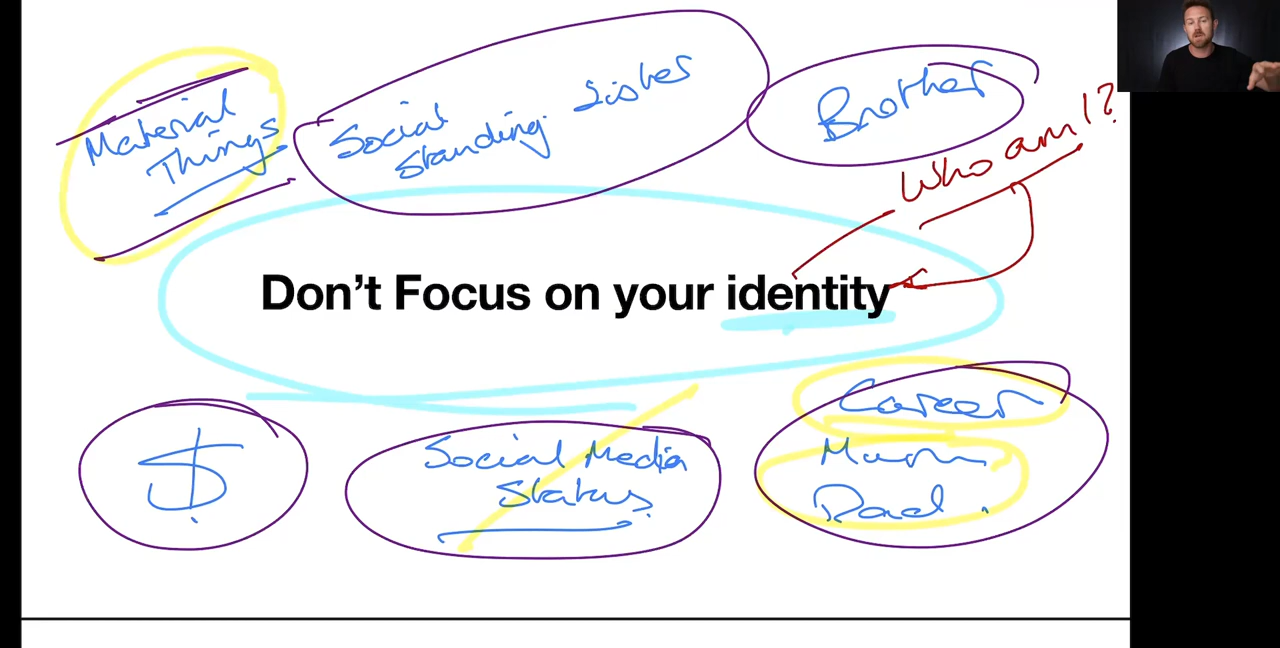 Material
Things
Social
Standing
Sister
Brother
Who am I?
Don’t Focus on your identity
$
Social Media
Status
Career
Mum
Dad